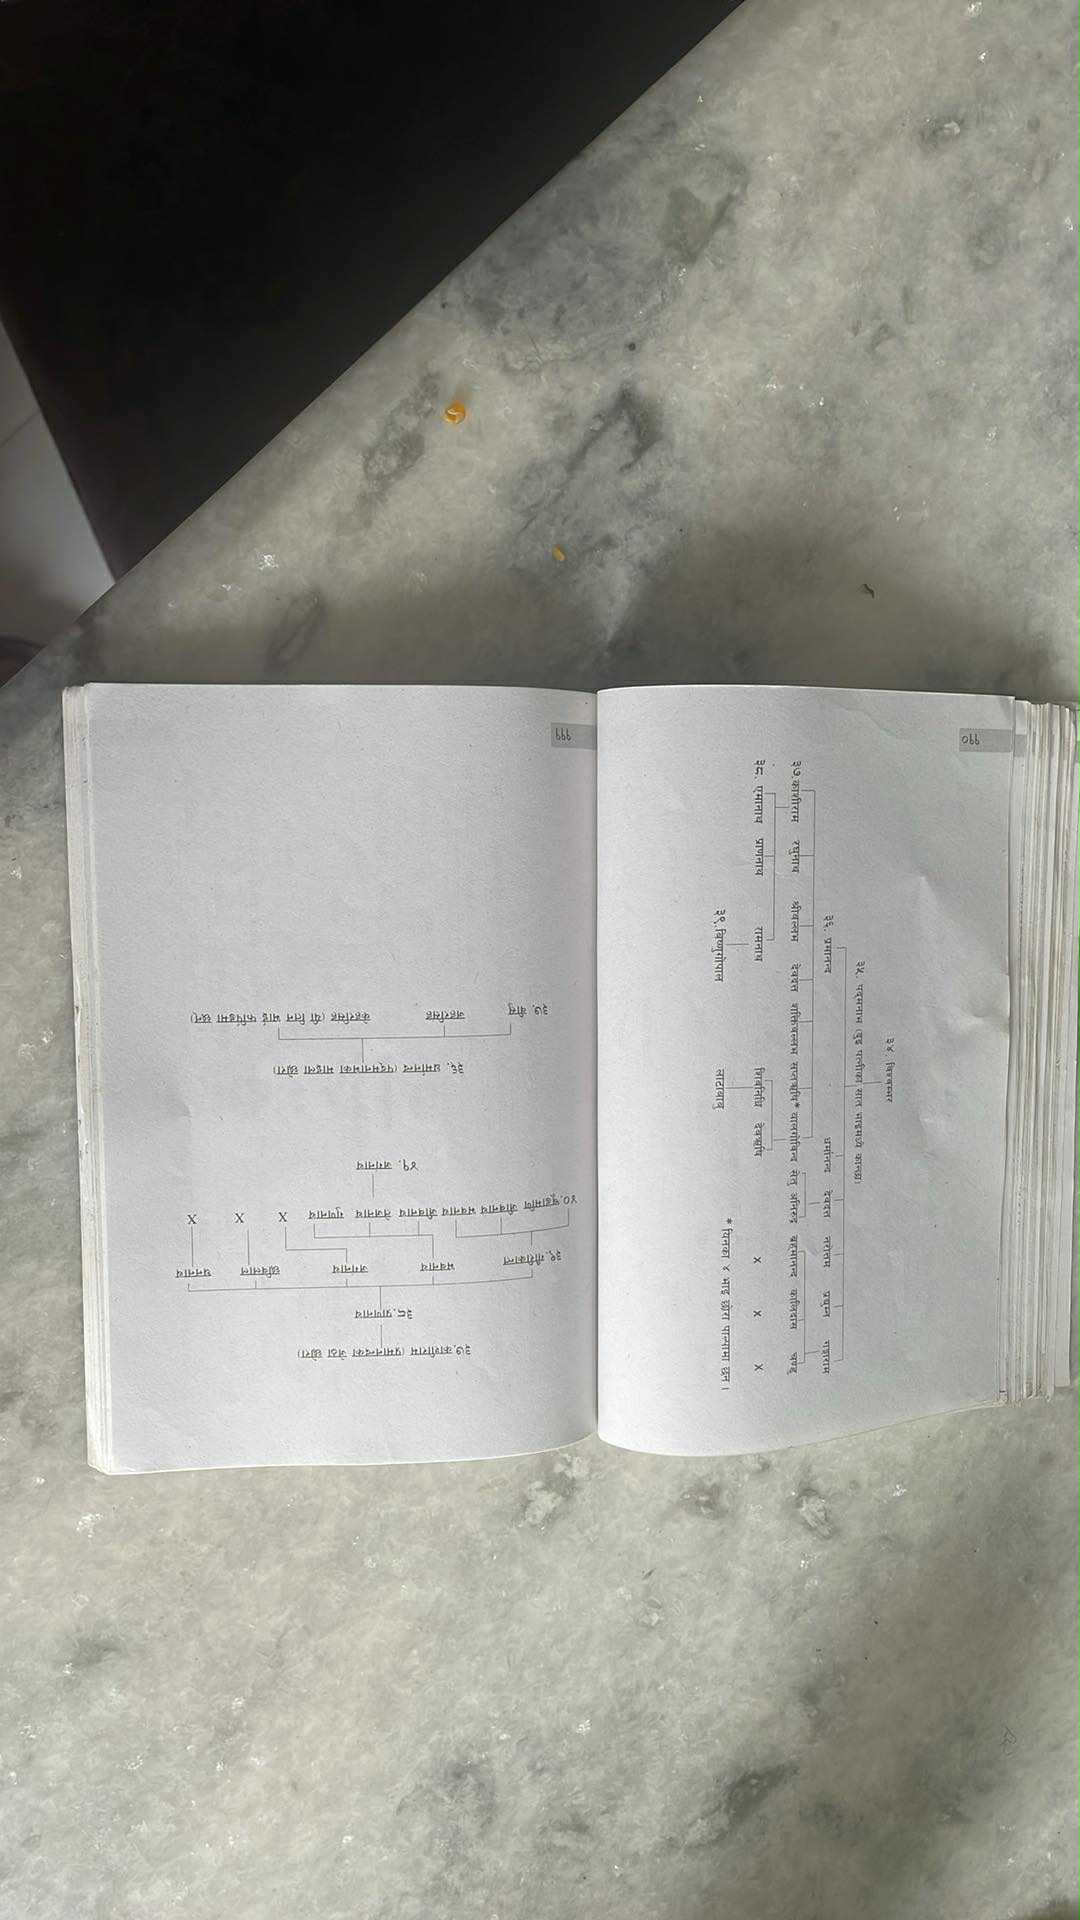 ११०
३४. विश्वम्भर
३५. पद्मनाभ (दुइ पत्नीका सात भाइमध्ये कान्छा)
३६. प्रमानन्द धर्मानन्द देवदत्त नरोत्तम प्रद्युम्न गङ्गाराम
३७.काशीराम रघुनाथ श्रीवल्लभ देवदत्त शक्तिवल्लभ सप्तऋषि* बालगोविन्द सेतु अनिरुद्र ब्रह्मानन्द कालिदास चण्डु
३८. एमानाथ प्राणनाथ रामनाथ शिवनिधि देवऋषि X X X
३९.विष्णुगोपाल लाटाबाबु * यिनका ४ भाइ छोरा पाल्पामा छन् ।
१११
३७.काशीराम (प्रमानन्दका जेठा छोरा)
३८.प्राणनाथ
३९. गौरीकान्त भवनाथ जगनाथ छविलाल घननाथ
४०. चूडामणि जीवनाथ भवनाथ जीवनाथ तेजनाथ गुणनाथ X X X
४१. जगनाथ
३६. धर्मानन्द (पद्मनाभका माइला छोरा)
३७. वीसु जहरसिंह केहरसिंह (यी तिन भाई फर्पिङमा छन्)